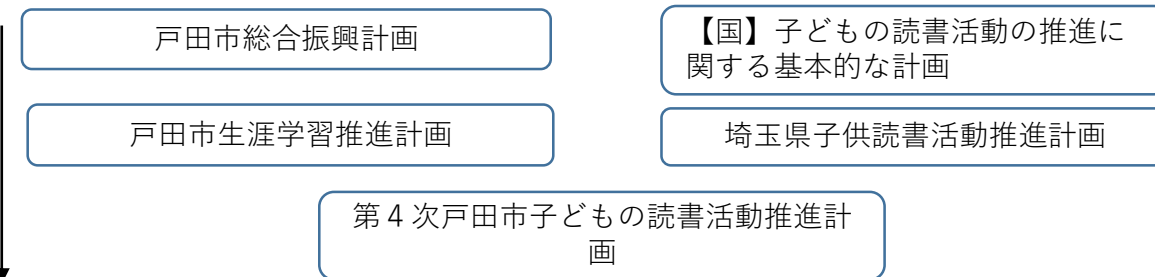 戸田市総合振興計画
【国】子どもの読書活動の推進に
関する基本的な計画
戸田市生涯学習推進計画
埼玉県子供読書活動推進計画
第４次戸田市子どもの読書活動推進計
画